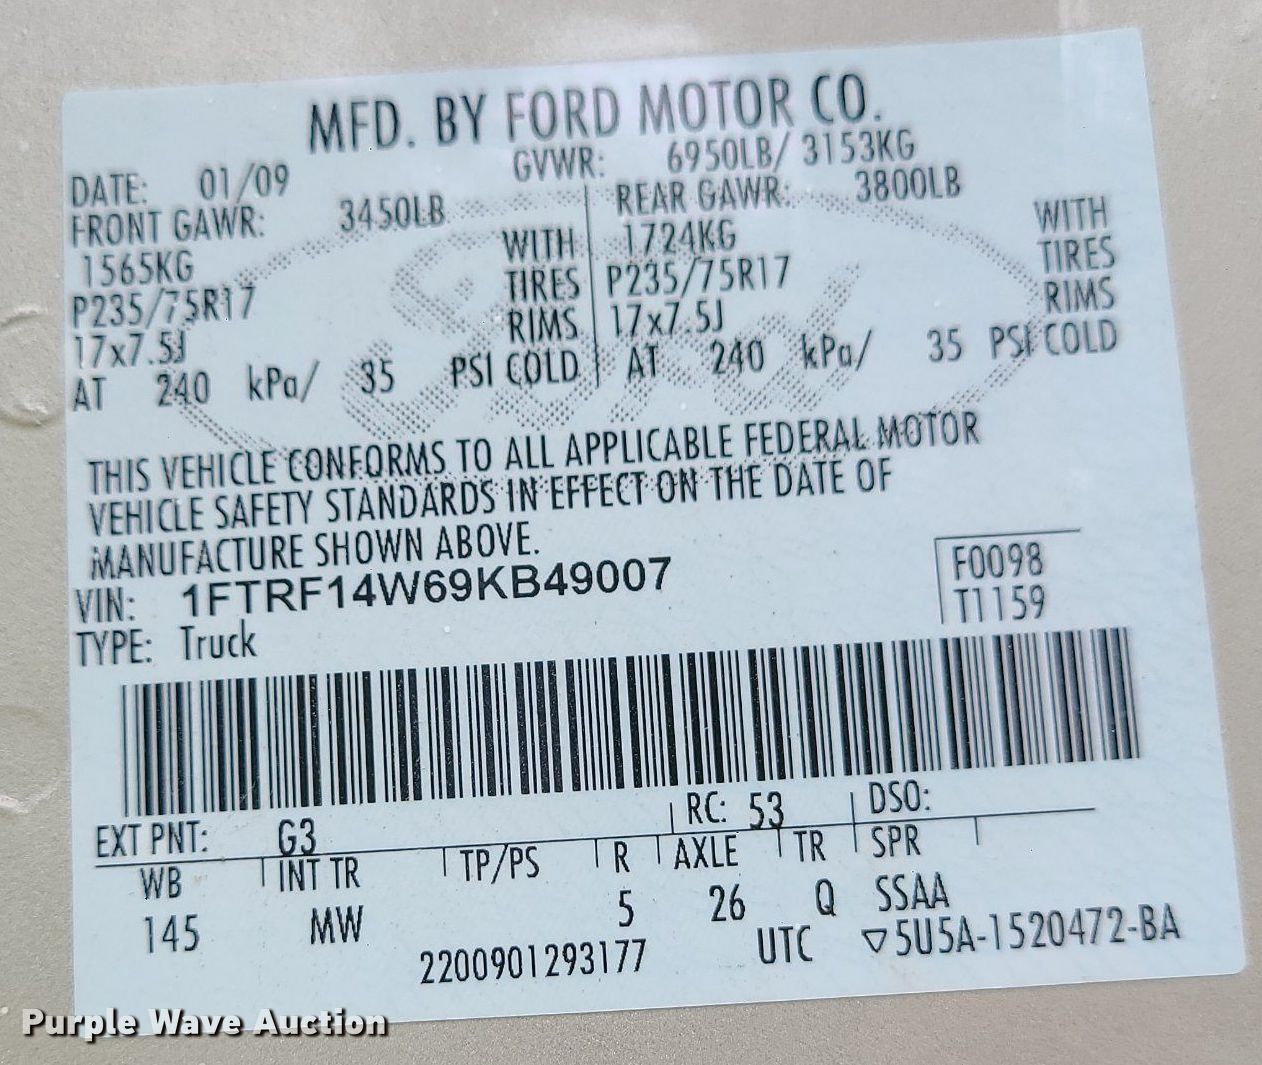 MFD. BY FORD MOTOR CO.
DATE: 01/09 GVWR: 6950LB/ 3153KG
FRONT GAWR: 3450LB REAR GAWR: 3800LB
1565KG WITH 1724KG WITH
P235/75R17 TIRES P235/75R17 TIRES
17x7.5J RIMS 17x7.5J RIMS
AT 240 kPa/ 35 PSI COLD AT 240 kPa/ 35 PSI COLD
Ford
THIS VEHICLE CONFORMS TO ALL APPLICABLE FEDERAL MOTOR
VEHICLE SAFETY STANDARDS IN EFFECT ON THE DATE OF
MANUFACTURE SHOWN ABOVE.
VIN: 1FTRF14W69KB49007
F0098
T1159
TYPE: Truck
EXT PNT: G3 RC: 53 DSO:
WB INT TR TP/PS R AXLE TR SPR
145 MW 5 26 Q SSAA
2200901293177 UTC ▽5U5A-1520472-BA
Purple Wave Auction